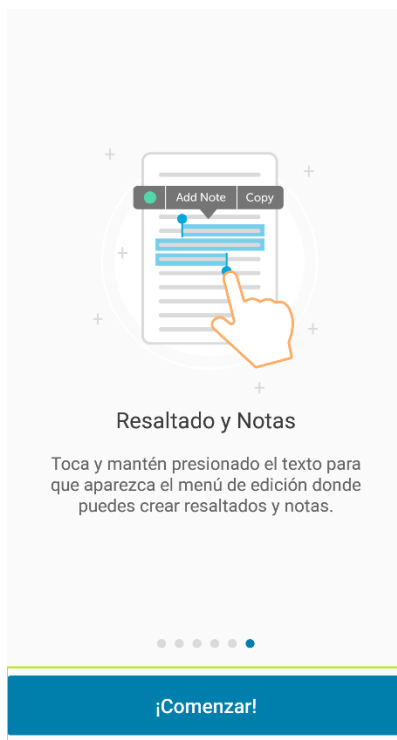 Add Note Copy
Resaltado y Notas
Toca y mantén presionado el texto para
que aparezca el menú de edición donde
puedes crear resaltados y notas.
¡Comenzar!